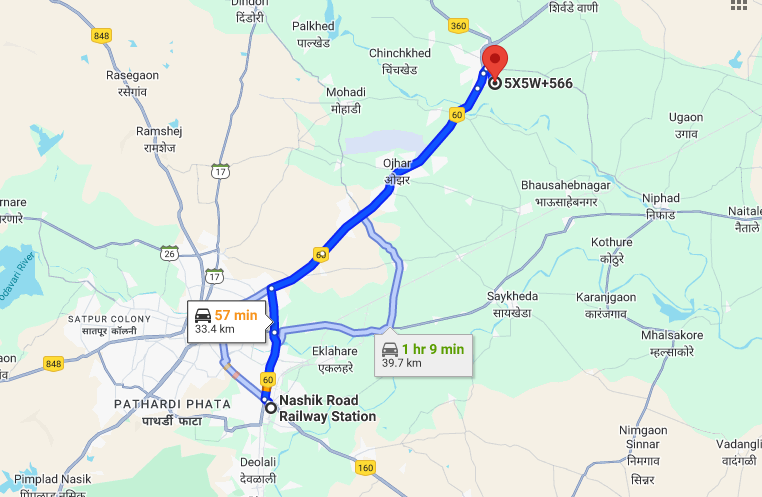 Dindori
दिंडोरी
शिर्वडे वाणी
848
Palkhed
पाल्खेड
360
Chinchkhed
चिंचखेड
Rasegaon
रसेगांव
5X5W+566
Mohadi
मोहाडी
60
Ugaon
उगाव
Ramshej
रामशेज
Ojhar
ओझर
17
Bhausahebnagar
भाऊसाहेबनगर
Niphad
निफाड
Naitale
नैताले
26
60
Kothure
कोठुरे
17
Saykheda
सायखेडा
Karanjgaon
कारंजगाव
57 min
33.4 km
SATPUR COLONY
सातपूर कॉलनी
Mhalsakore
म्हल्साकोरे
1 hr 9 min
39.7 km
Eklahare
एकलहरे
848
60
Nashik Road
Railway Station
PATHARDI PHATA
पाथर्डी फाटा
Nimgaon
Sinnar
निमगाव
सिन्नर
Vadangli
वादंगळी
Deolali
देवळाली
160
Pimplad Nasik